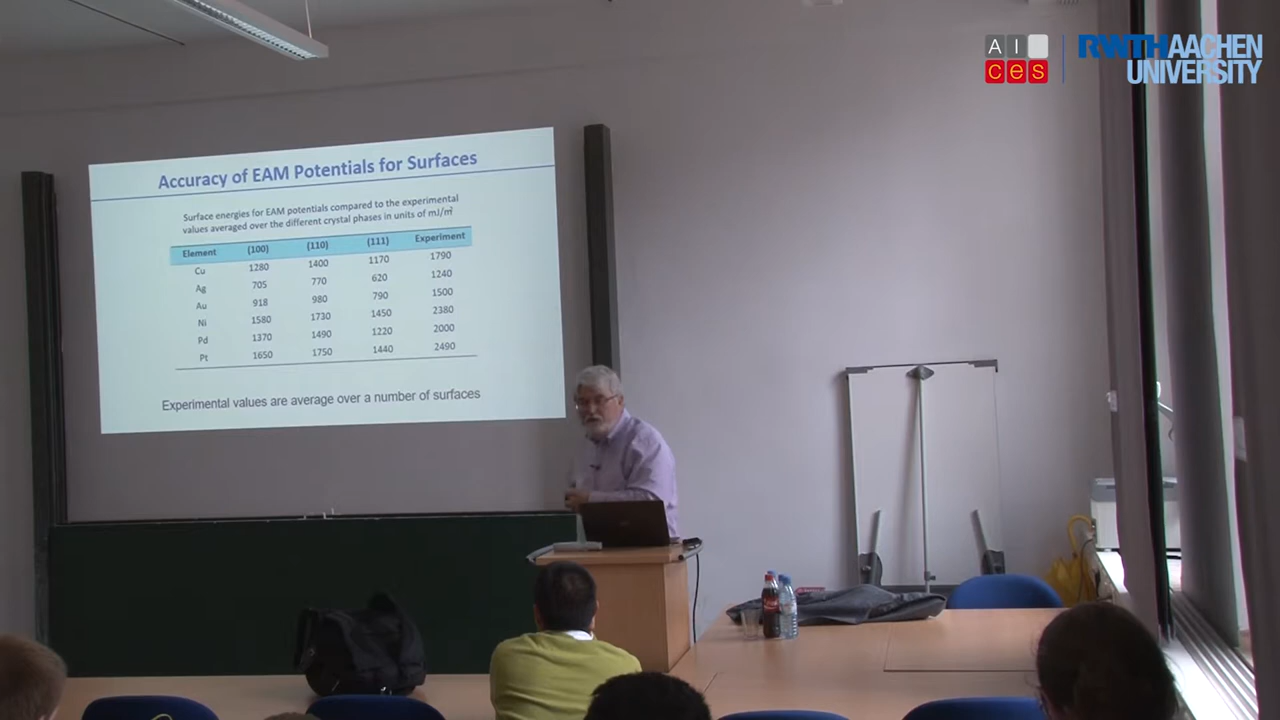 AI
ces
RWTHAACHEN
UNIVERSITY
Accuracy of EAM Potentials for Surfaces
Surface energies for EAM potentials compared to the experimental
values averaged over the different crystal phases in units of mJ/m²
Element (100) (110) (111) Experiment
Cu 1280 1400 1170 1790
Ag 705 770 620 1240
Au 918 980 790 1500
Ni 1580 1730 1450 2380
Pd 1370 1490 1220 2000
Pt 1650 1750 1440 2490
Experimental values are average over a number of surfaces